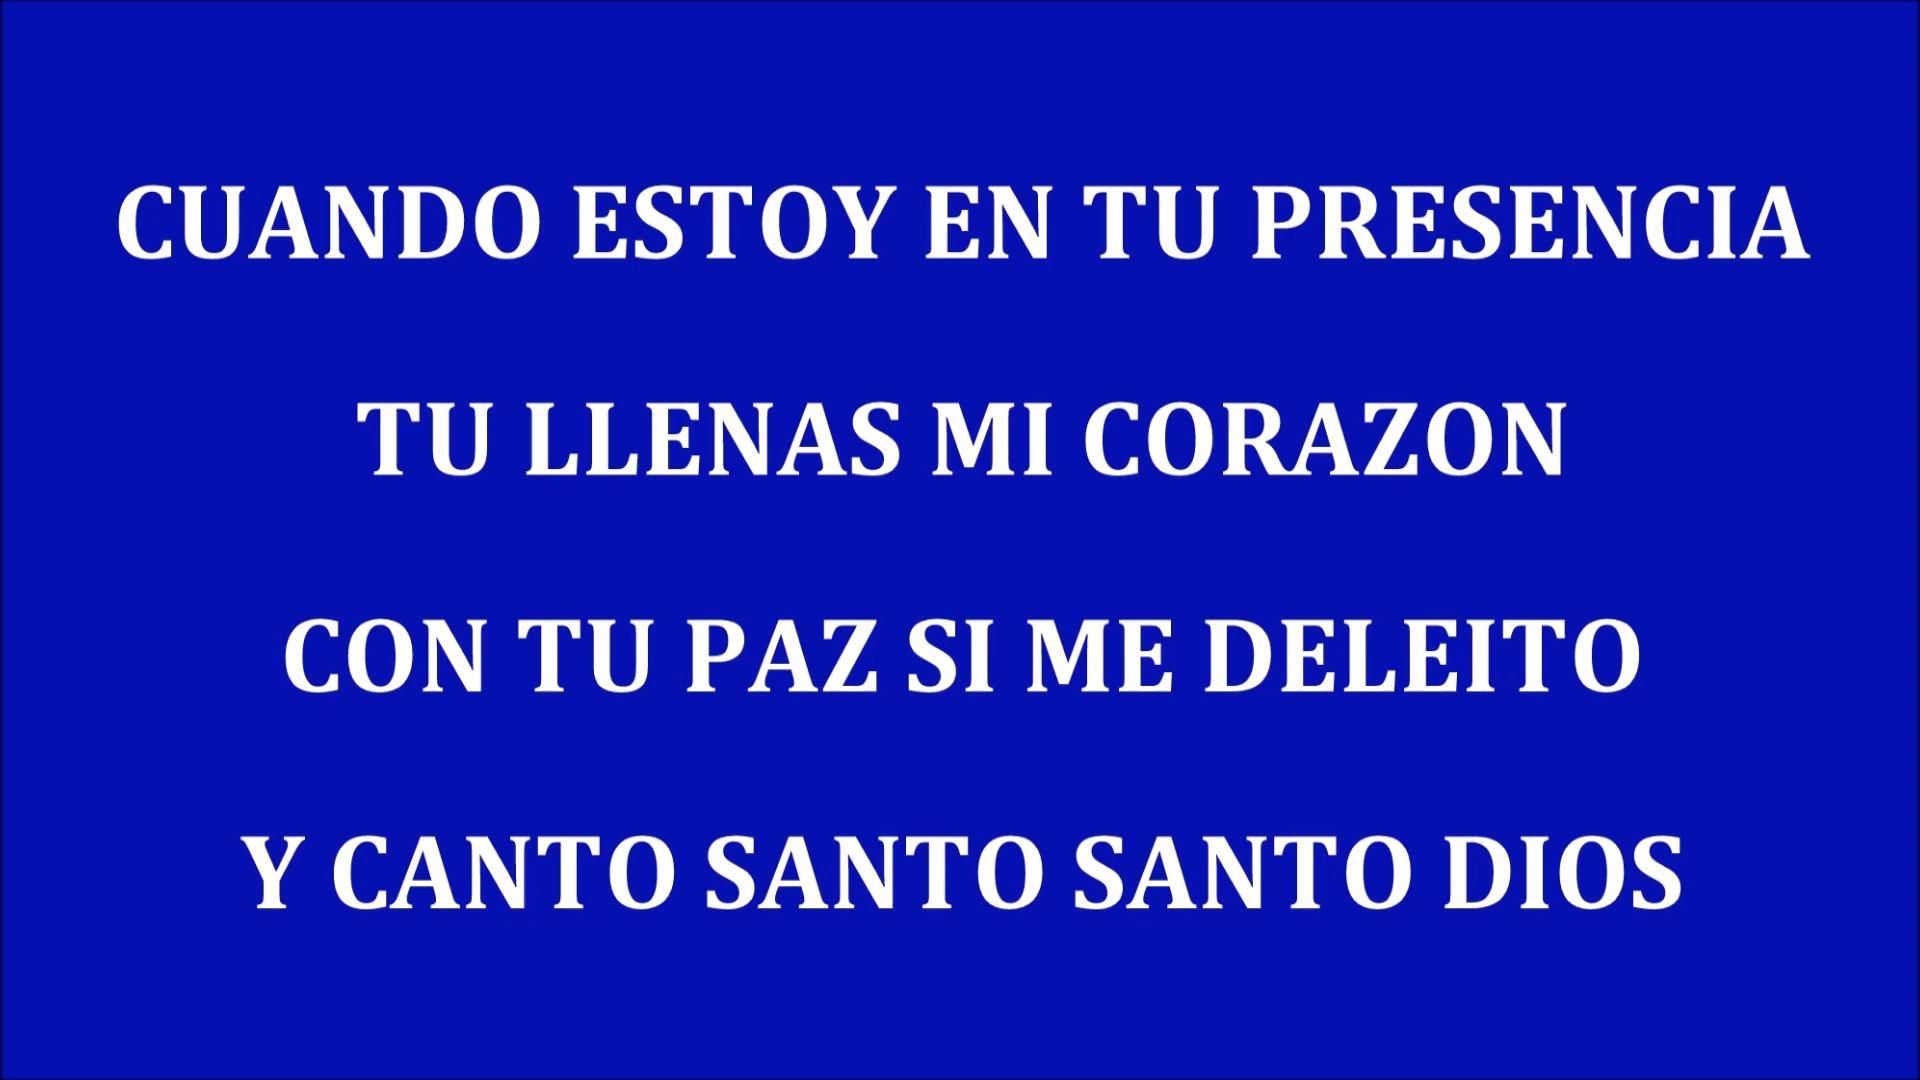 CUANDO ESTOY EN TU PRESENCIA
TU LLENAS MI CORAZON
CON TU PAZ SI ME DELEITO
Y CANTO SANTO SANTO DIOS